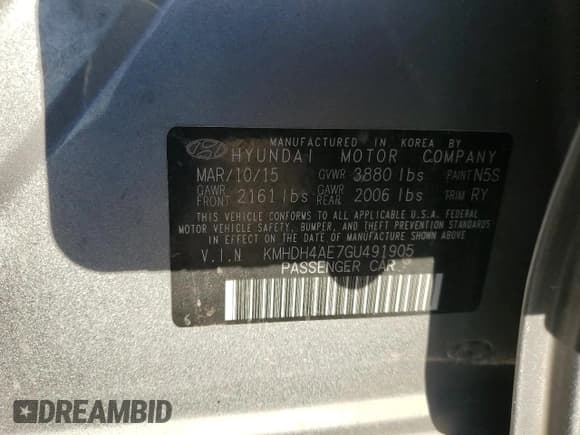 MANUFACTURED IN KOREA BY
HYUNDAI MOTOR COMPANY
MAR/10/15 GVWR 3880 lbs PAINT N5S
GAWR FRONT 2161 lbs GAWR REAR 2006 lbs TRIM RY
THIS VEHICLE CONFORMS TO ALL APPLICABLE U.S.A. FEDERAL
MOTOR VEHICLE SAFETY, BUMPER, AND THEFT PREVENTION STANDARDS
IN EFFECT ON THE DATE OF MANUFACTURE SHOWN ABOVE
V.I.N KMHDH4AE7GU491905
PASSENGER CAR
DREAMBID